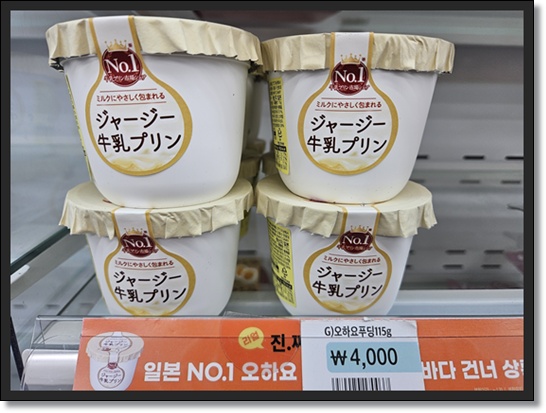 No.1
ミルクにやさしく包まれる
ジャージー
牛乳プリン
No.1
ミルクにやさしく包まれる
ジャージー
牛乳プリン
No.1
ミルクにやさしく包まれる
ジャージー
牛乳プリン
No.1
ミルクにやさしく包まれる
ジャージー
牛乳プリン
G)오하요푸딩115g
₩4,000
리얼
진.
일본 NO.1 오하요
바다 건너